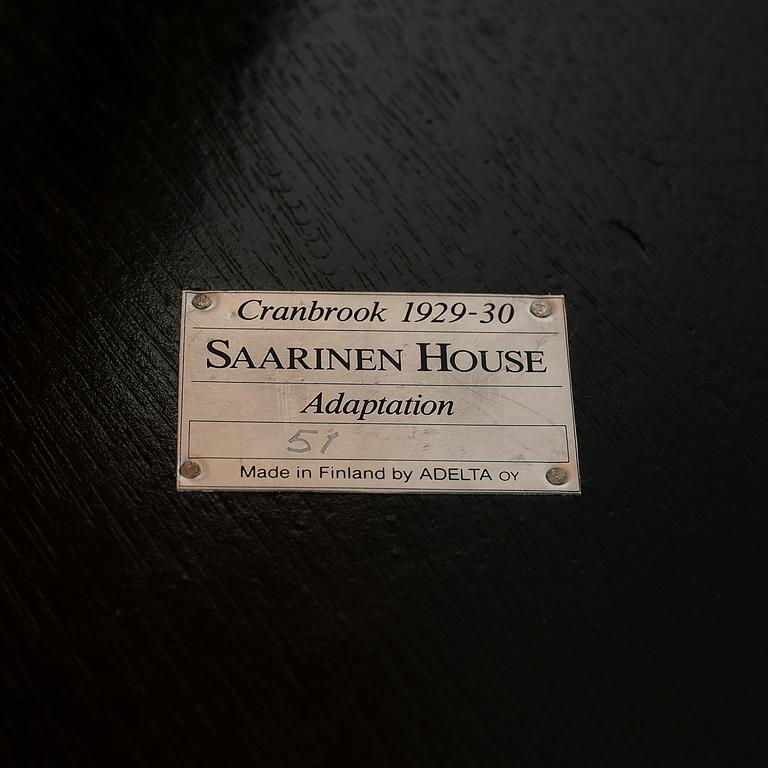 Cranbrook 1929-30
SAARINEN HOUSE
Adaptation
51
Made in Finland by ADELTA OY